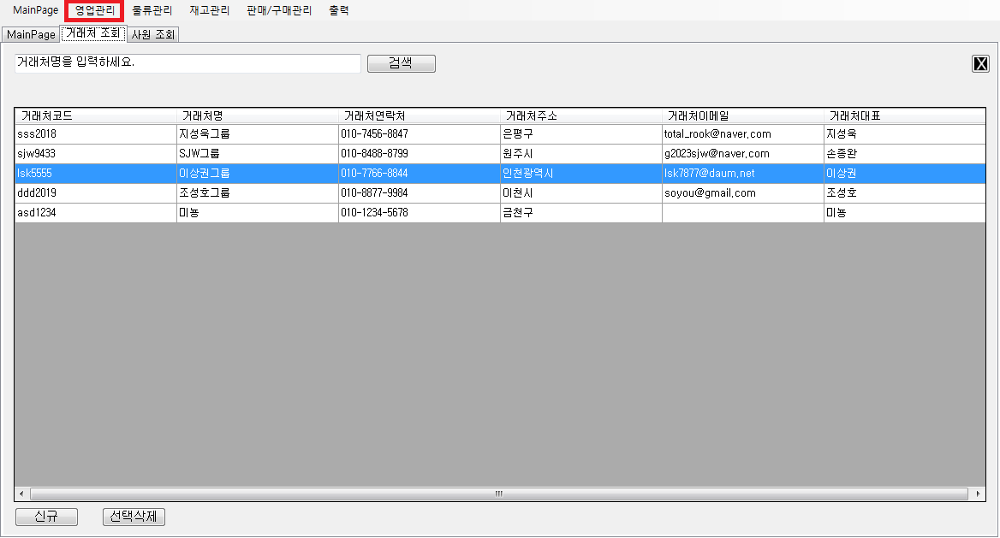 MainPage 영업관리 물류관리 재고관리 판매/구매관리 출력
MainPage 거래처 조회 사원 조회
거래처명을 입력하세요. 검색 X
거래처코드 거래처명 거래처연락처 거래처주소 거래처이메일 거래처대표
sss2018 지성욱그룹 010-7456-8847 은평구 total_rook@naver.com 지성욱
sjw9433 SJW그룹 010-8488-8799 원주시 g2023sjw@naver.com 손종완
lsk5555 이상권그룹 010-7766-8844 인천광역시 lsk7877@daum.net 이상권
ddd2019 조성호그룹 010-8877-9984 이천시 soyou@gmail.com 조성호
asd1234 미뇽 010-1234-5678 금천구 미뇽
신규 선택삭제